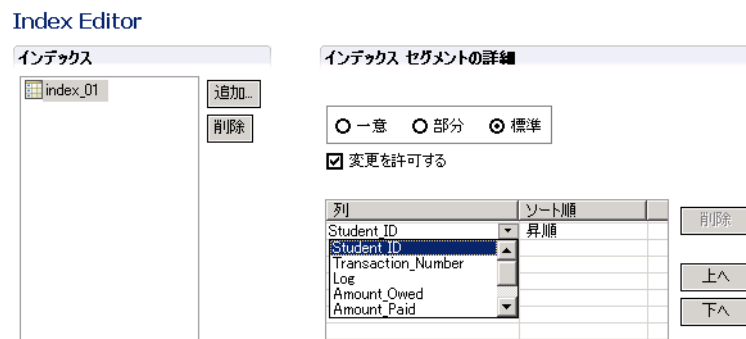 Index Editor
インデックス
index_01
追加...
削除
インデックス セグメントの詳細
一意 部分 標準
変更を許可する
列 ソート順
Student_ID 昇順
Student_ID
Transaction_Number
Log
Amount_Owed
Amount_Paid
削除
上へ
下へ